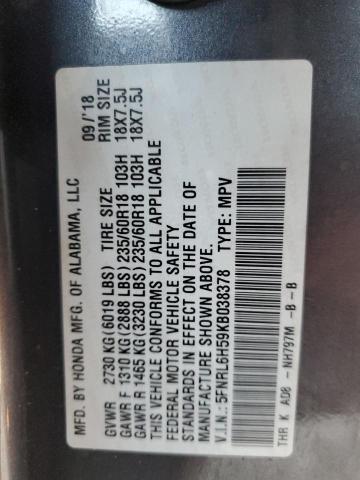 MFD. BY HONDA MFG. OF ALABAMA, LLC 09/'18
GVWR 2730 KG(6019 LBS) TIRE SIZE RIM SIZE
GAWR F 1310 KG(2888 LBS)235/60R18 103H 18X7.5J
GAWR R 1465 KG(3230 LBS)235/60R18 103H 18X7.5J
THIS VEHICLE CONFORMS TO ALL APPLICABLE
FEDERAL MOTOR VEHICLE SAFETY
STANDARDS IN EFFECT ON THE DATE OF
MANUFACTURE SHOWN ABOVE.
V.I.N.: 5FNRL6H59KB038378 TYPE: MPV
THR K AD8 - NH797M -B - B